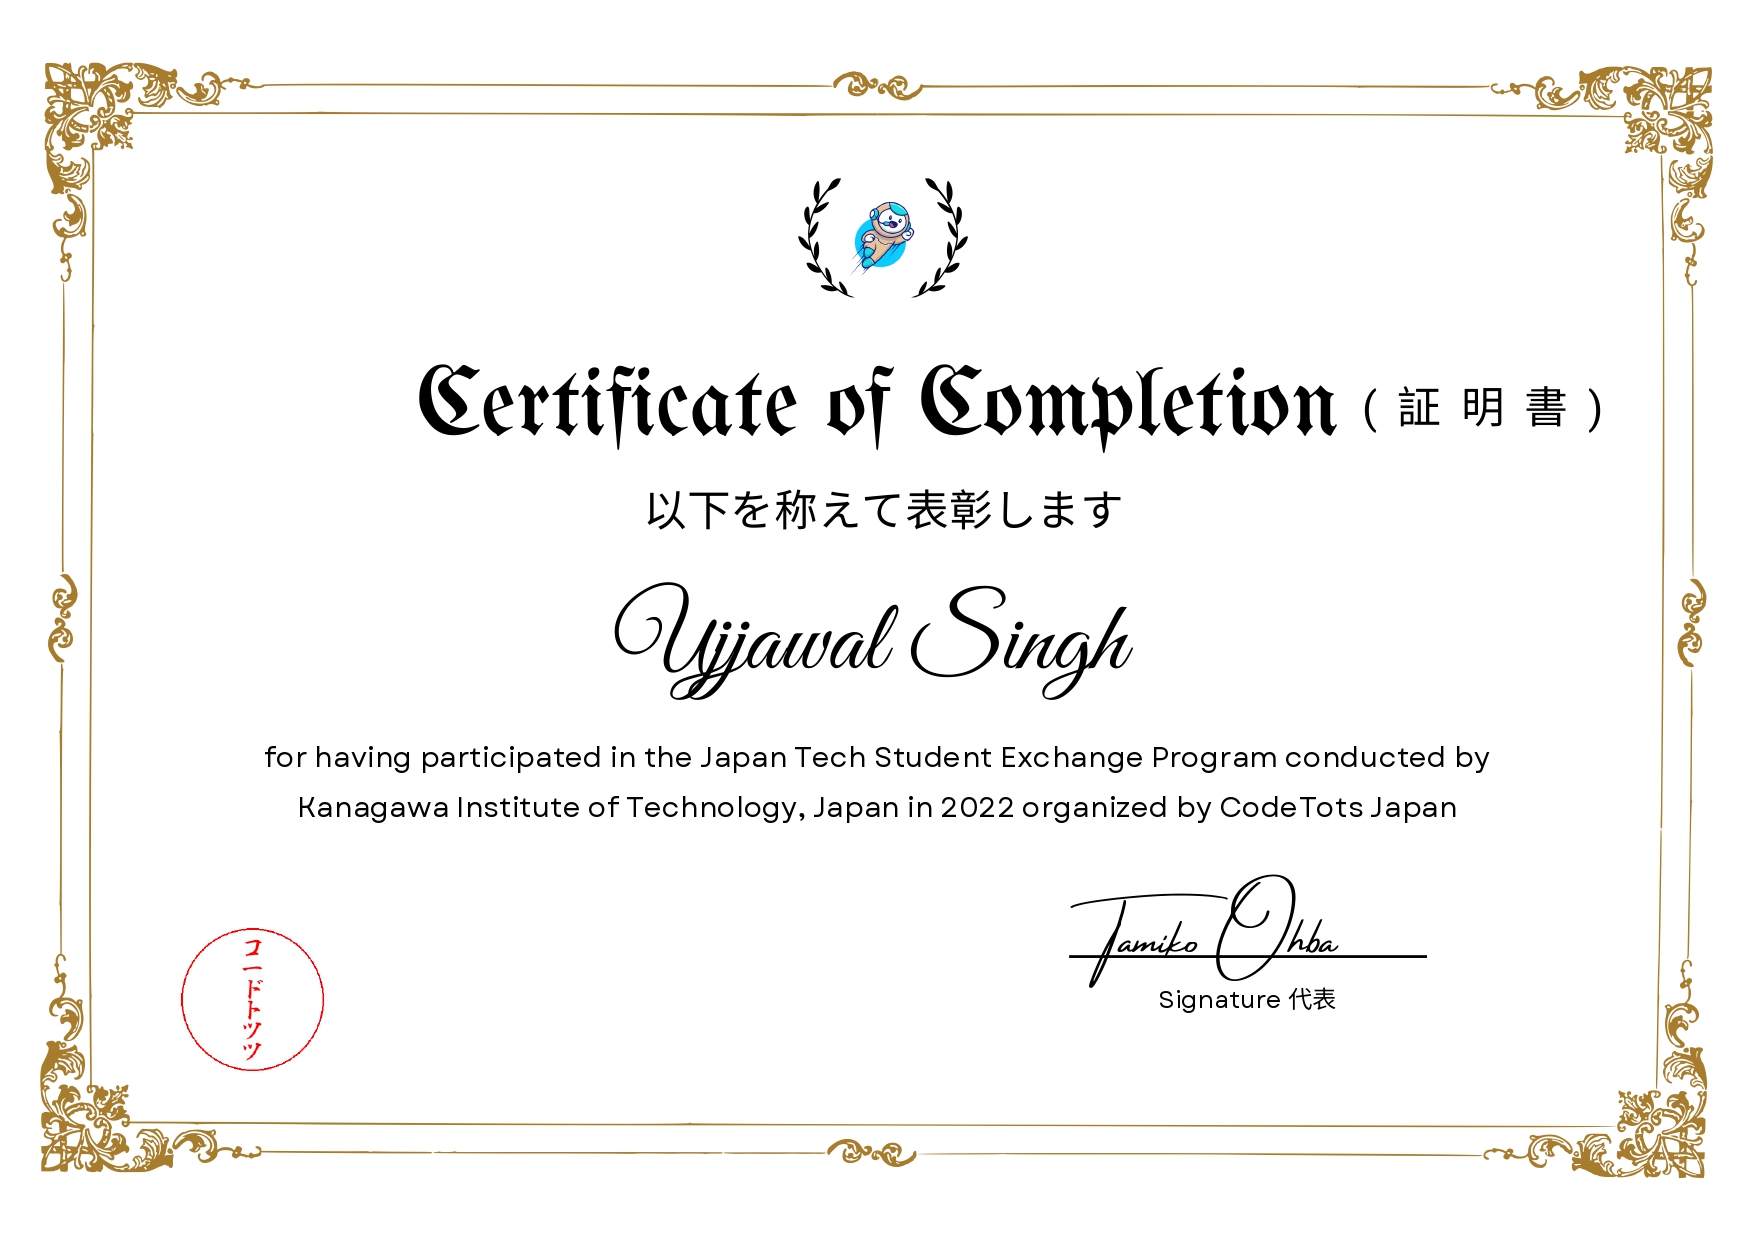 Certificate of Completion (証明書)
以下を称えて表彰します
Ujjawal Singh
for having participated in the Japan Tech Student Exchange Program conducted by
Kanagawa Institute of Technology, Japan in 2022 organized by CodeTots Japan
コードトツツ
Tamiko Ohba
Signature 代表